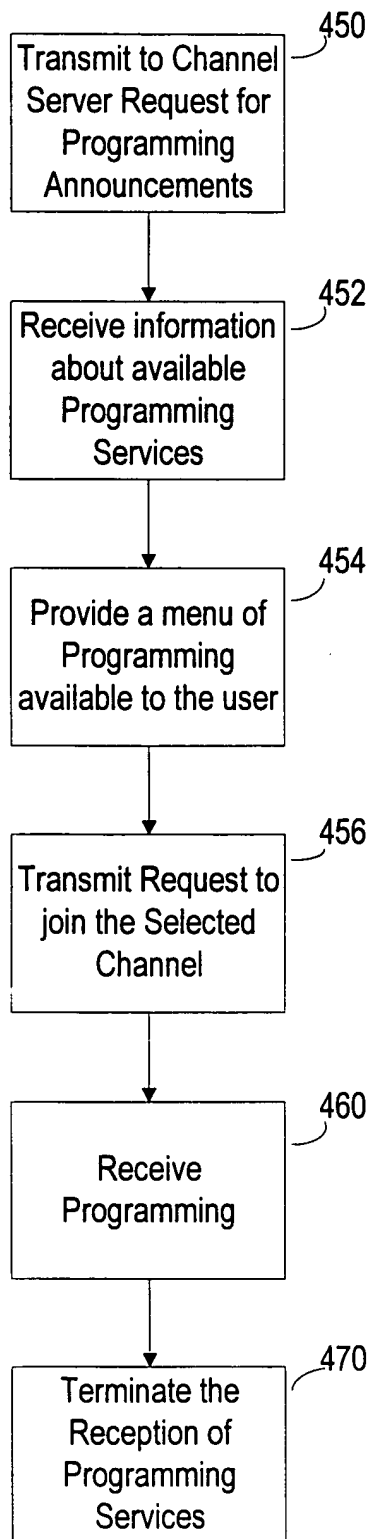 450
Transmit to Channel
Server Request for
Programming
Announcements
452
Receive information
about available
Programming
Services
454
Provide a menu of
Programming
available to the user
456
Transmit Request to
join the Selected
Channel
460
Receive
Programming
470
Terminate the
Reception of
Programming
Services